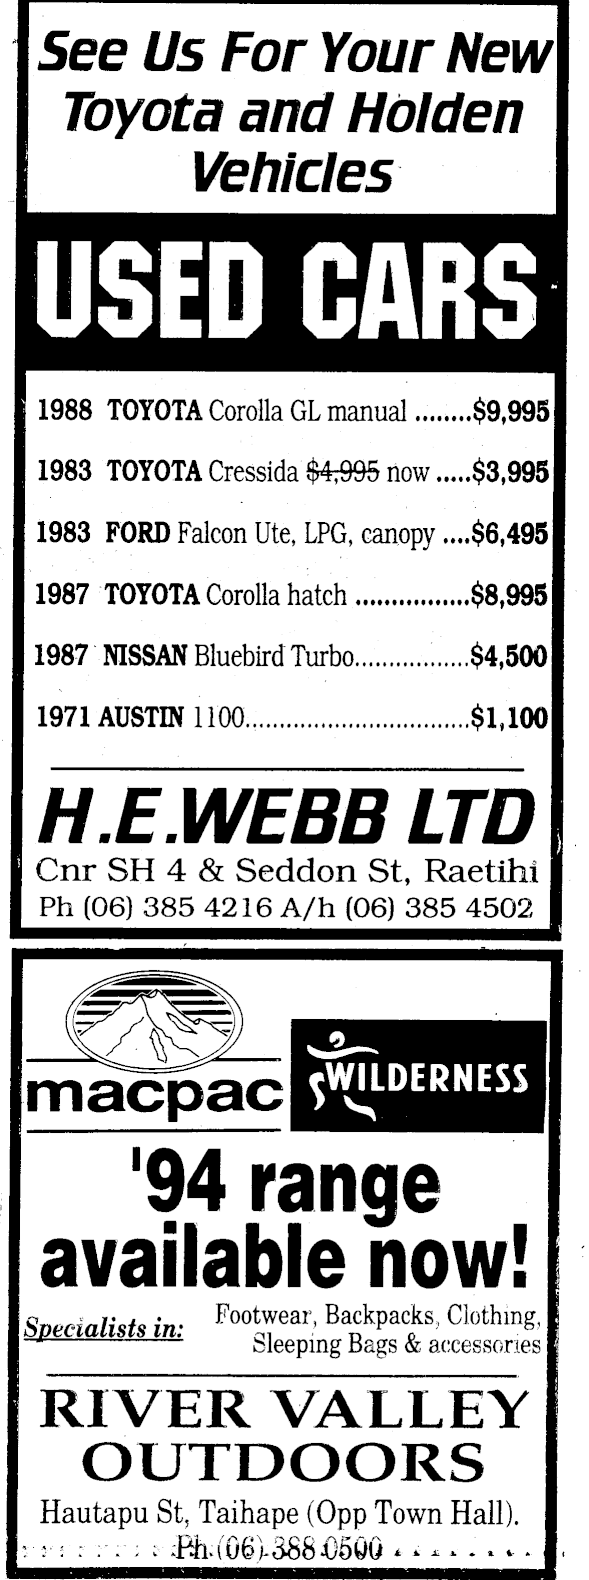 See Us For Your New
Toyota and Holden
Vehicles
USED CARS
1988 TOYOTA Corolla GL manual ........$9,995
1983 TOYOTA Cressida $4,995 now .....$3,995
1983 FORD Falcon Ute, LPG, canopy ....$6,495
1987 TOYOTA Corolla hatch ................$8,995
1987 NISSAN Bluebird Turbo.................$4,500
1971 AUSTIN 1100.................................$1,100
H.E.WEBB LTD
Cnr SH 4 & Seddon St, Raetihi
Ph (06) 385 4216 A/h (06) 385 4502
macpac
WILDERNESS
'94 range
available now!
Specialists in: Footwear, Backpacks, Clothing,
Sleeping Bags & accessories
RIVER VALLEY
OUTDOORS
Hautapu St, Taihape (Opp Town Hall).
Ph (06) 388 0500